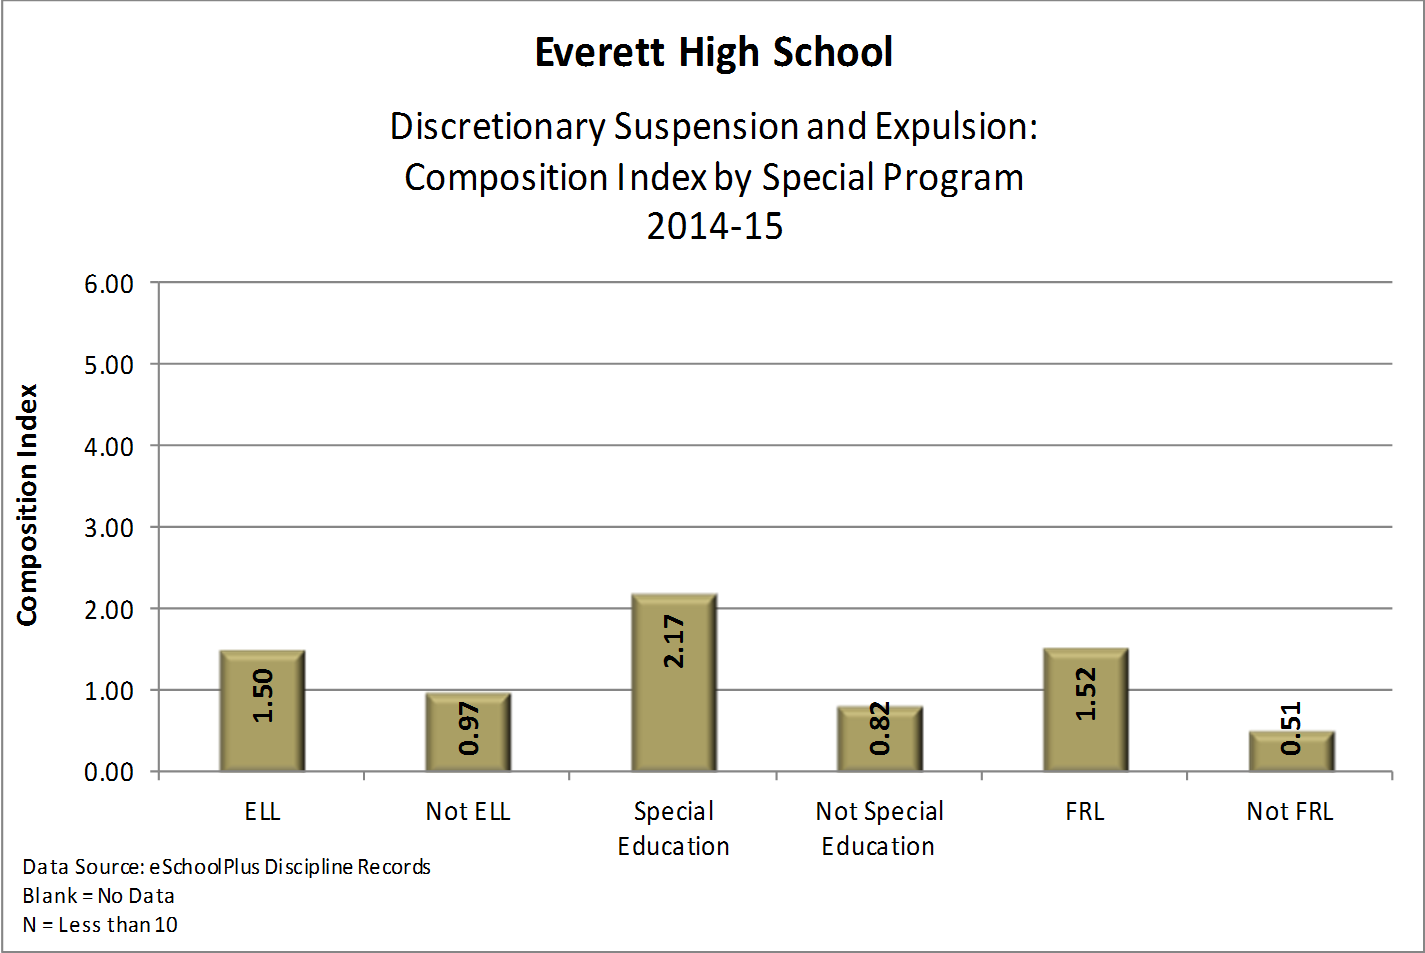 Everett High School
Discretionary Suspension and Expulsion:
Composition Index by Special Program
2014-15
Composition Index
6.00
5.00
4.00
3.00
2.00
1.00
0.00
1.50
0.97
2.17
0.82
1.52
0.51
ELL
Not ELL
Special
Education
Not Special
Education
FRL
Not FRL
Data Source: eSchoolPlus Discipline Records
Blank = No Data
N = Less than 10